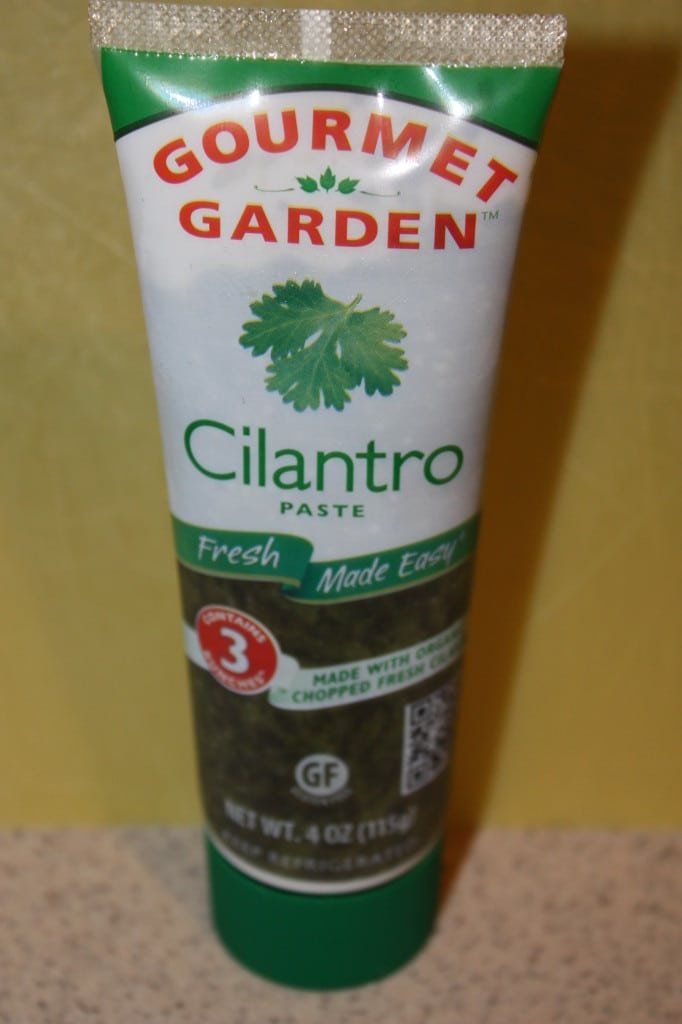 GOURMET
GARDEN™
Cilantro
PASTE
Fresh Made Easy
CONTAINS
3
BUNCHES*
MADE WITH ORGANIC
CHOPPED FRESH
GF
NET WT. 4 OZ (115g)
KEEP REFRIGERATED